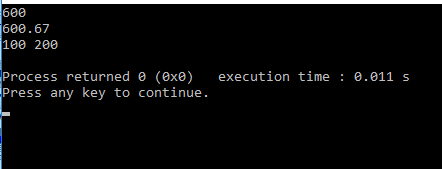 600
600.67
100 200
Process returned 0 (0x0)   execution time : 0.011 s
Press any key to continue.